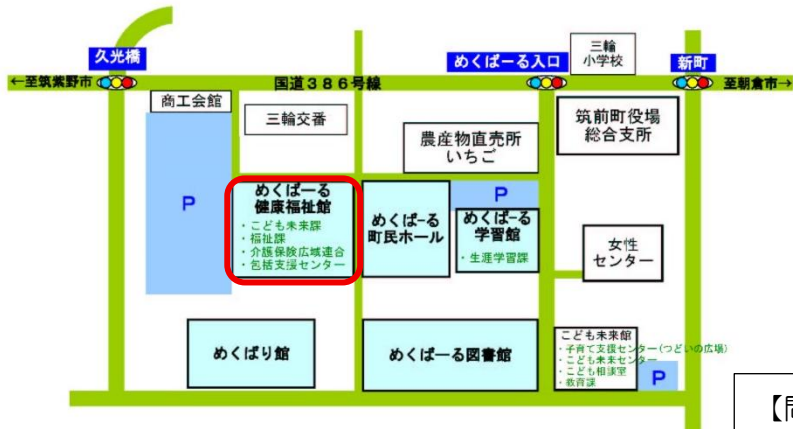 久光橋
めくばーる入口
三輪
小学校
新町
←至筑紫野市
国道386号線
至朝倉市→
商工会館
三輪交番
農産物直売所
いちご
筑前町役場
総合支所
P
めくばーる
健康福祉館
・こども未来課
・福祉課
・介護保険広域連合
・包括支援センター
めくばーる
町民ホール
P
めくばーる
学習館
・生涯学習課
女性
センター
めくばり館
めくばーる図書館
こども未来館
・子育て支援センター(つどいの広場)
・こども未来センター
・こども相談室
・教育課
P
【問